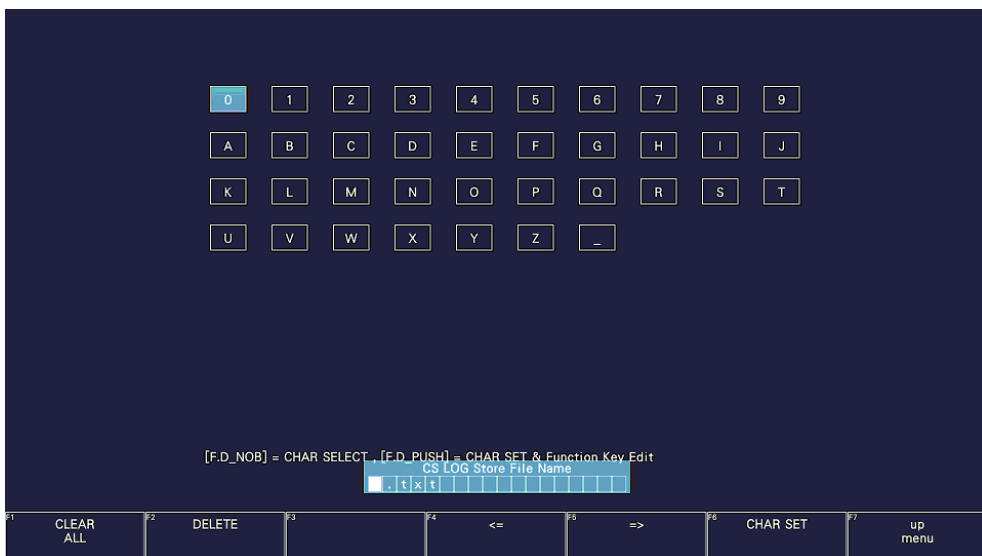 0 1 2 3 4 5 6 7 8 9
A B C D E F G H I J
K L M N O P Q R S T
U V W X Y Z _
[F.D_NOB] = CHAR SELECT , [F.D_PUSH] = CHAR SET & Function Key Edit
CS LOG Store File Name
.txt
F1 CLEAR ALL F2 DELETE F3 F4 <= F5 => F6 CHAR SET F7 up menu